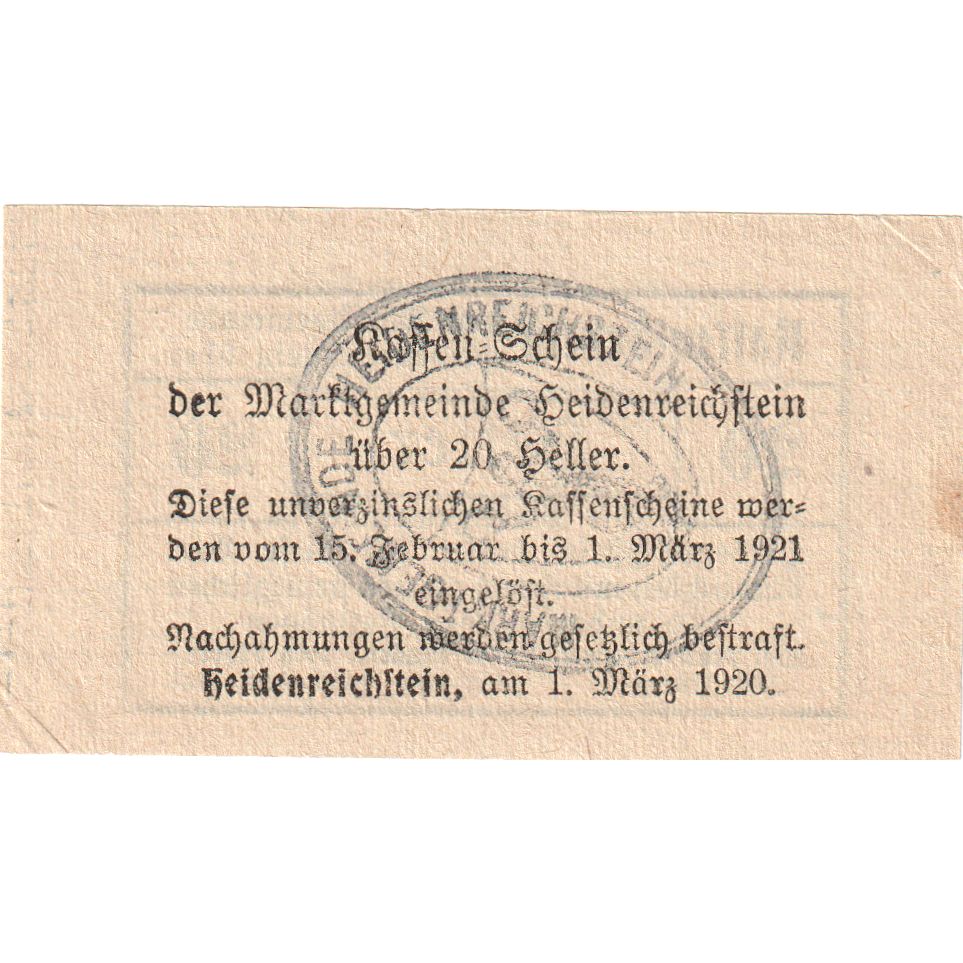 Kassen-Schein
der Marktgemeinde Heidenreichstein
über 20 Heller.
Diese unverzinslichen Kassenscheine wer-
den vom 15. Februar bis 1. März 1921
eingelöst.
Nachahmungen werden gesetzlich bestraft.
Heidenreichstein, am 1. März 1920.
HEIDENREICHSTEIN